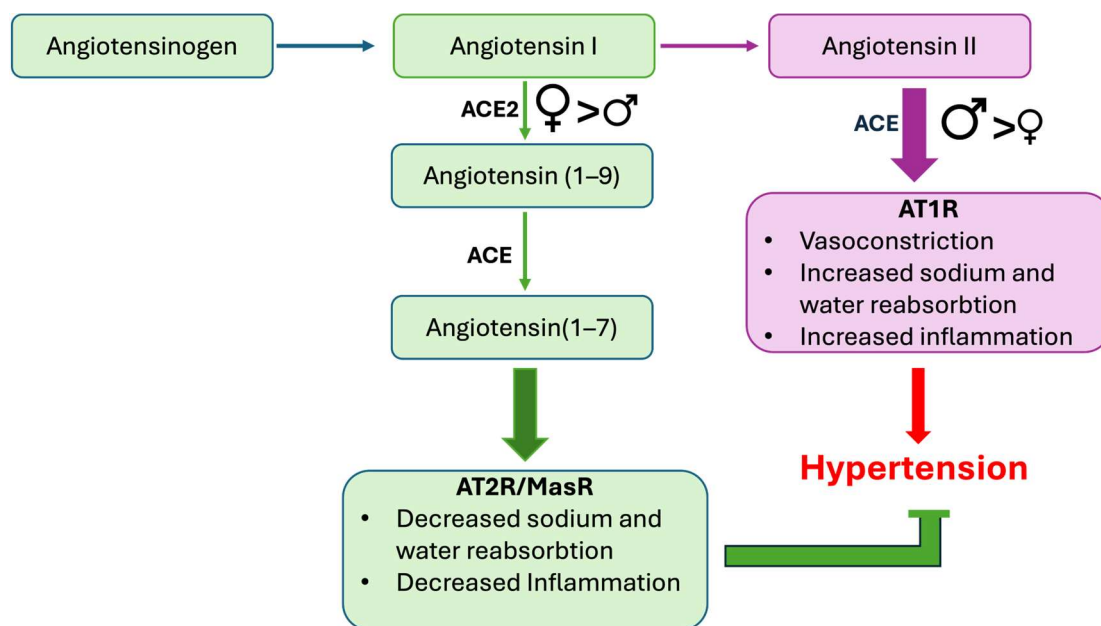 Angiotensinogen
Angiotensin I
Angiotensin II
ACE2 ♀>♂
ACE ♂>♀
Angiotensin (1–9)
ACE
Angiotensin(1–7)
AT1R
• Vasoconstriction
• Increased sodium and
water reabsorbtion
• Increased inflammation
Hypertension
AT2R/MasR
• Decreased sodium and
water reabsorbtion
• Decreased Inflammation